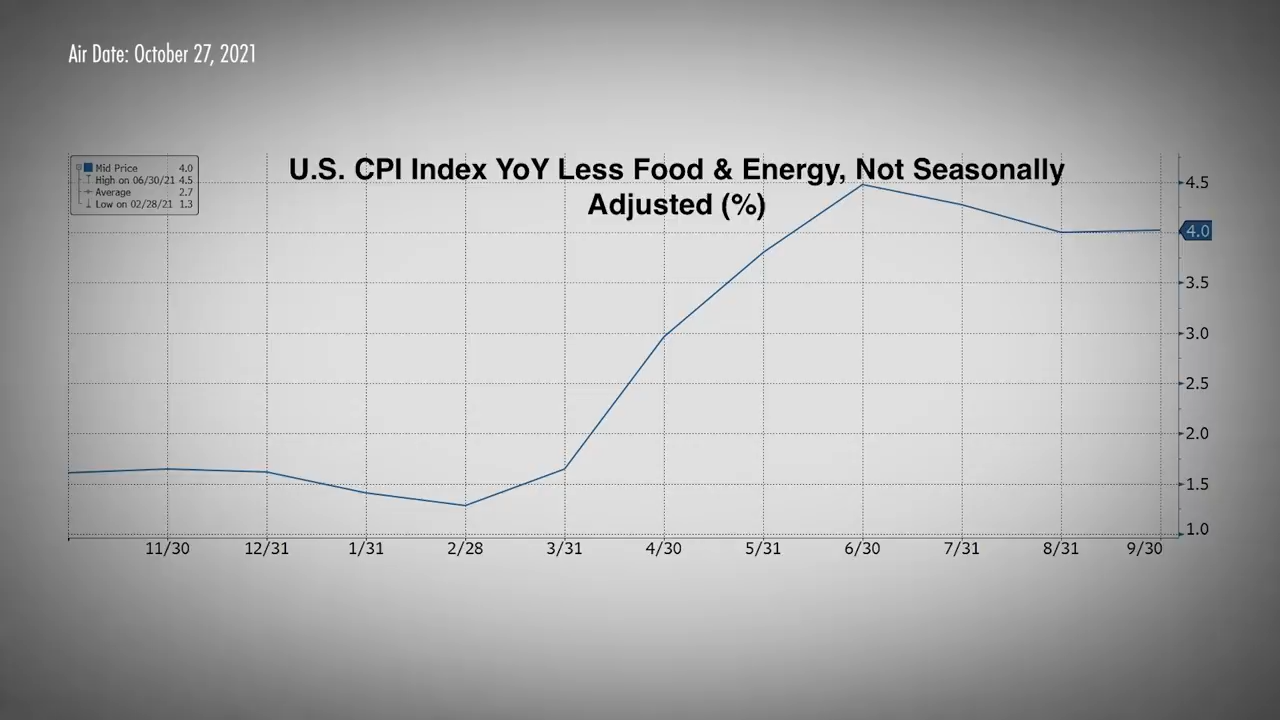 Air Date: October 27, 2021
U.S. CPI Index YoY Less Food & Energy, Not Seasonally
Adjusted (%)
Mid Price 4.0
High on 06/30/21 4.5
Average 2.7
Low on 02/28/21 1.3
4.5
4.0
3.5
3.0
2.5
2.0
1.5
1.0
11/30 12/31 1/31 2/28 3/31 4/30 5/31 6/30 7/31 8/31 9/30